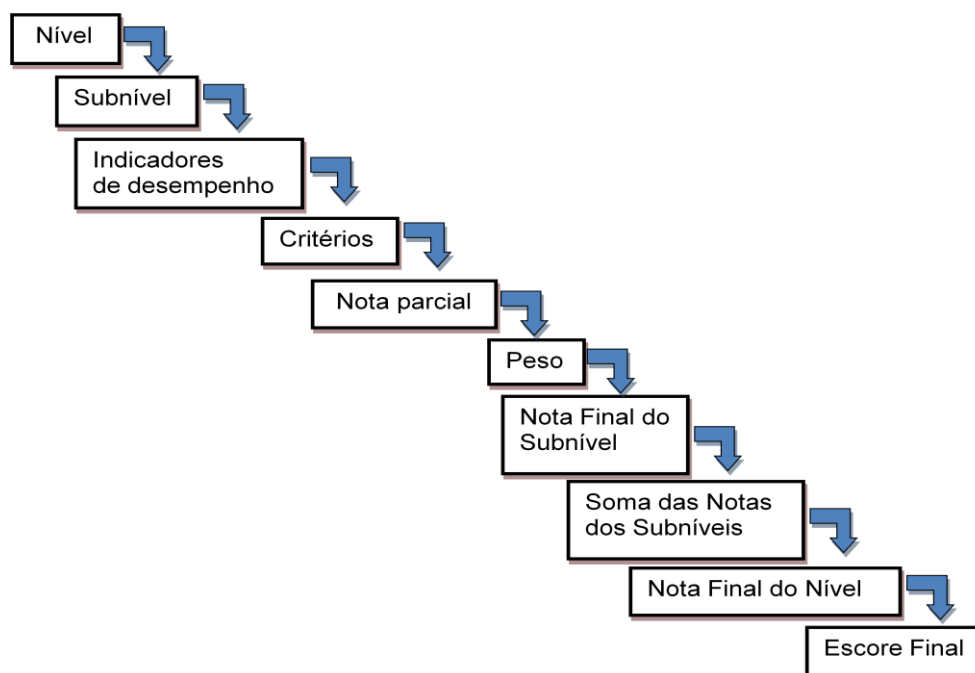 Nível
Subnível
Indicadores
de desempenho
Critérios
Nota parcial
Peso
Nota Final do
Subnível
Soma das Notas
dos Subníveis
Nota Final do Nível
Escore Final